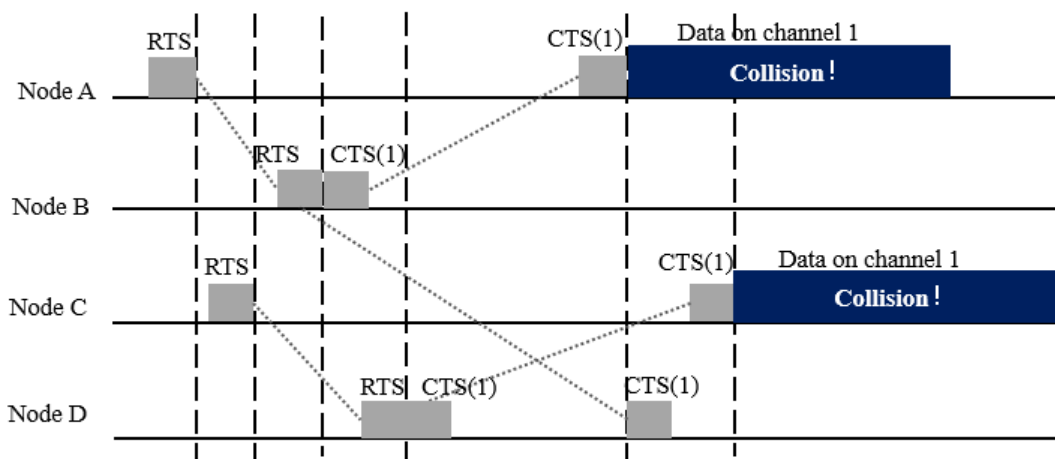 RTS
CTS(1)
Data on channel 1
Collision!
Node A
RTS
CTS(1)
Node B
RTS
CTS(1)
Data on channel 1
Collision!
Node C
RTS
CTS(1)
CTS(1)
Node D